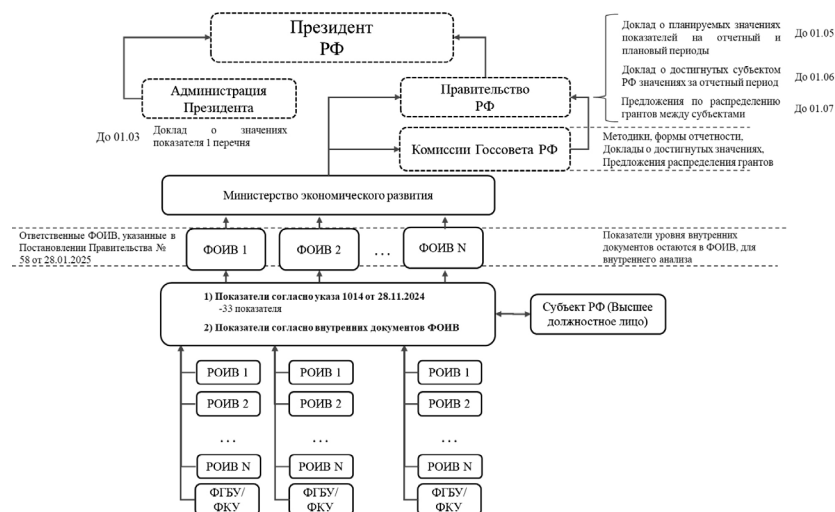 Президент
РФ
Доклад о планируемых значениях
показателей на отчетный и
плановый периоды
До 01.05
Доклад о достигнутых субъектом
РФ значениях за отчетный период
До 01.06
Предложения по распределению
грантов между субъектами
До 01.07
Администрация
Президента
Правительство
РФ
До 01.03
Доклад о значениях
показателя 1 перечня
Комиссии Госсовета РФ
Методики, формы отчетности,
Доклады о достигнутых значениях,
Предложения распределения грантов
Министерство экономического развития
Ответственные ФОИВ, указанные в
Постановлении Правительства №
58 от 28.01.2025
ФОИВ 1
ФОИВ 2
...
ФОИВ N
Показатели уровня внутренних
документов остаются в ФОИВ, для
внутреннего анализа
1) Показатели согласно указа 1014 от 28.11.2024
-33 показателя
2) Показатели согласно внутренних документов ФОИВ
Субъект РФ (Высшее
должностное лицо)
РОИВ 1
РОИВ 1
РОИВ 1
РОИВ 2
РОИВ 2
РОИВ 2
...
...
...
РОИВ N
РОИВ N
РОИВ N
ФГБУ/
ФКУ
ФГБУ/
ФКУ
ФГБУ/
ФКУ